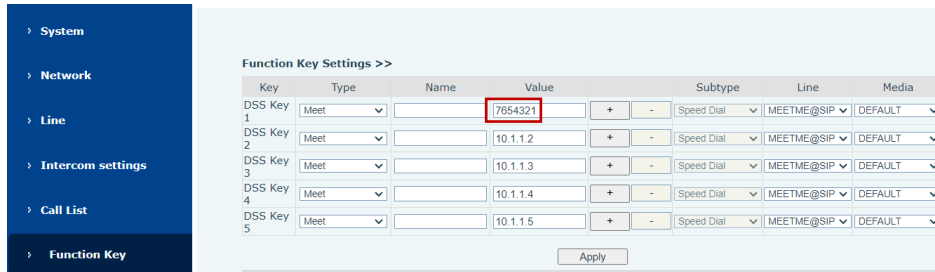 System
Network
Line
Intercom settings
Call List
Function Key
Function Key Settings >>
Key Type Name Value Subtype Line Media
DSS Key 1 Meet 7654321 + - Speed Dial MEETME@SIP DEFAULT
DSS Key 2 Meet 10.1.1.2 + - Speed Dial MEETME@SIP DEFAULT
DSS Key 3 Meet 10.1.1.3 + - Speed Dial MEETME@SIP DEFAULT
DSS Key 4 Meet 10.1.1.4 + - Speed Dial MEETME@SIP DEFAULT
DSS Key 5 Meet 10.1.1.5 + - Speed Dial MEETME@SIP DEFAULT
Apply